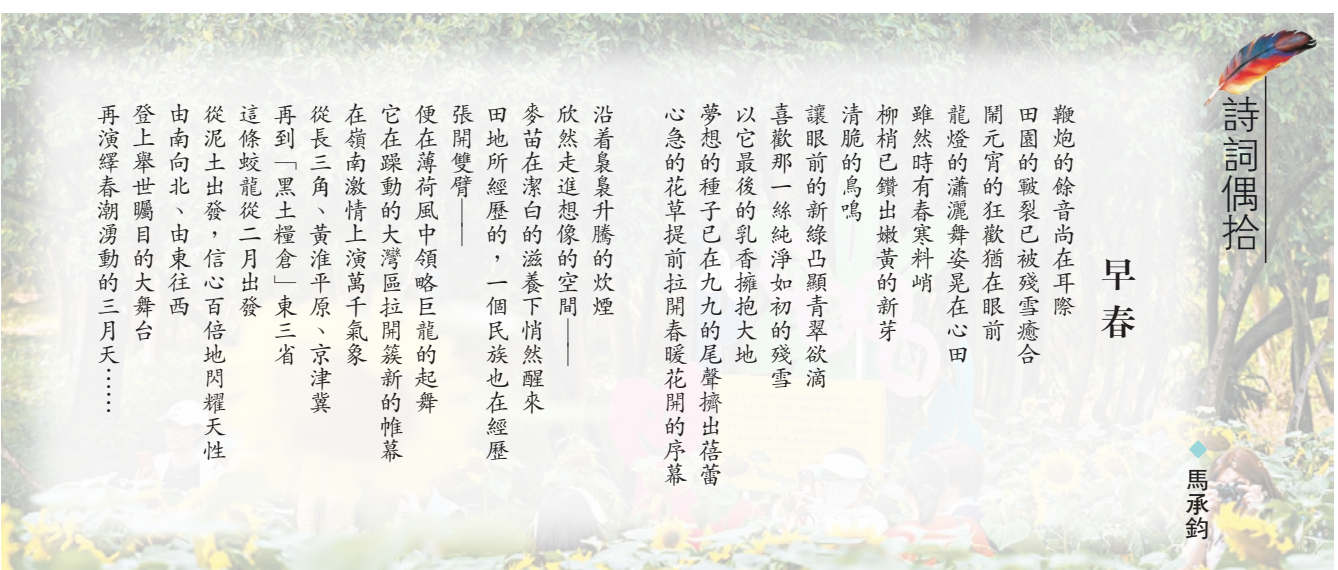 詩詞偶拾
早春
◆馬承鈞
鞭炮的餘音尚在耳際
田園的皸裂已被殘雪癒合
鬧元宵的狂歡猶在眼前
龍燈的瀟灑舞姿晃在心田
雖然時有春寒料峭
柳梢已鑽出嫩黃的新芽
清脆的鳥鳴
讓眼前的新綠凸顯青翠欲滴
喜歡那一絲純淨如初的殘雪
以它最後的乳香擁抱大地
夢想的種子已在九九的尾聲擠出蓓蕾
心急的花草提前拉開春暖花開的序幕
沿着裊裊升騰的炊煙
欣然走進想像的空間——
麥苗在潔白的滋養下悄然醒來
田地所經歷的，一個民族也在經歷
張開雙臂——
便在薄荷風中領略巨龍的起舞
它在躁動的大灣區拉開簇新的帷幕
在嶺南激情上演萬千氣象
從長三角、黃淮平原、京津冀
再到「黑土糧倉」東三省
這條蛟龍從二月出發
從泥土出發，信心百倍地閃耀天性
由南向北、由東往西
登上舉世矚目的大舞台
再演繹春潮湧動的三月天……